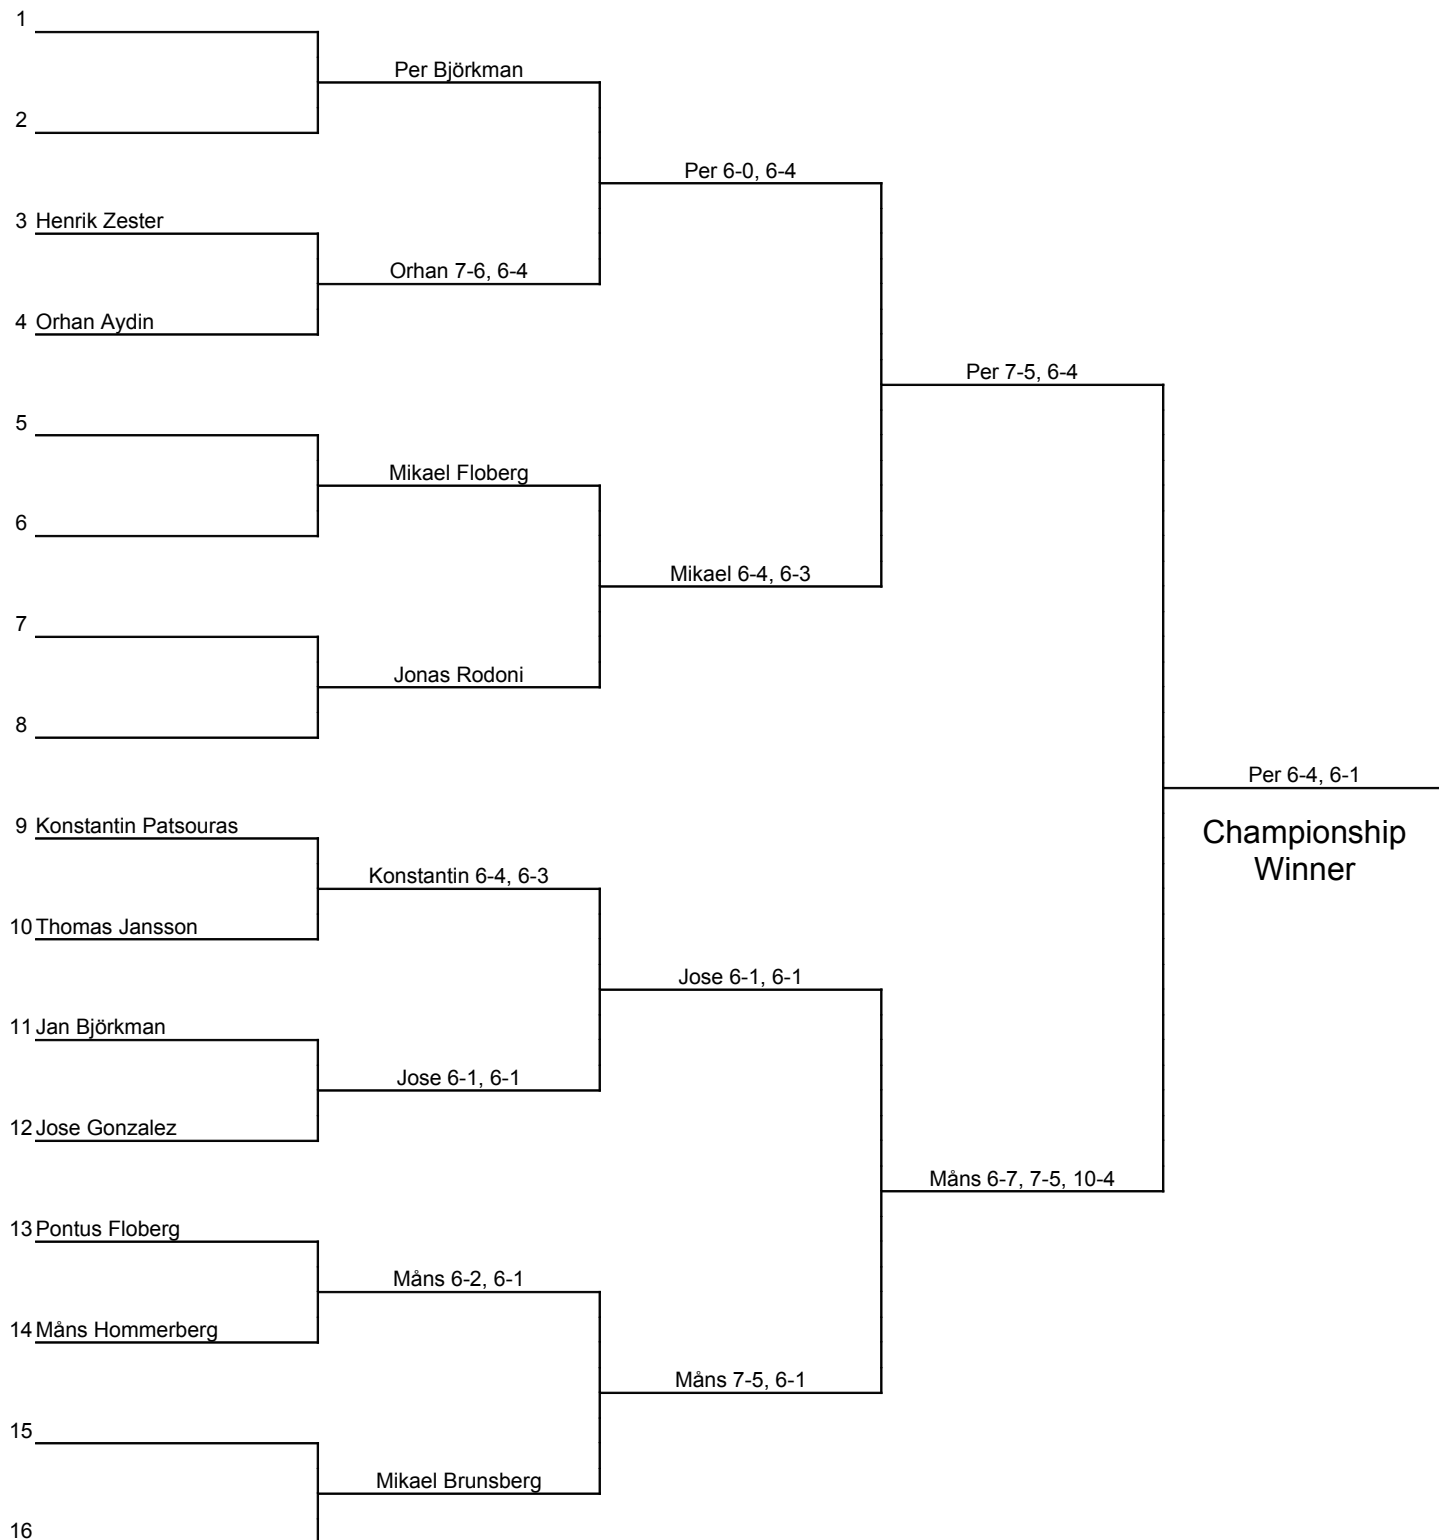 1
Per Björkman
2
Per 6-0, 6-4
3 Henrik Zester
Orhan 7-6, 6-4
4 Orhan Aydin
Per 7-5, 6-4
5
Mikael Floberg
6
Mikael 6-4, 6-3
7
Jonas Rodoni
8
Per 6-4, 6-1
9 Konstantin Patsouras
Championship
Winner
Konstantin 6-4, 6-3
10 Thomas Jansson
Jose 6-1, 6-1
11 Jan Björkman
Jose 6-1, 6-1
12 Jose Gonzalez
Måns 6-7, 7-5, 10-4
13 Pontus Floberg
Måns 6-2, 6-1
14 Måns Hommerberg
Måns 7-5, 6-1
15
Mikael Brunsberg
16